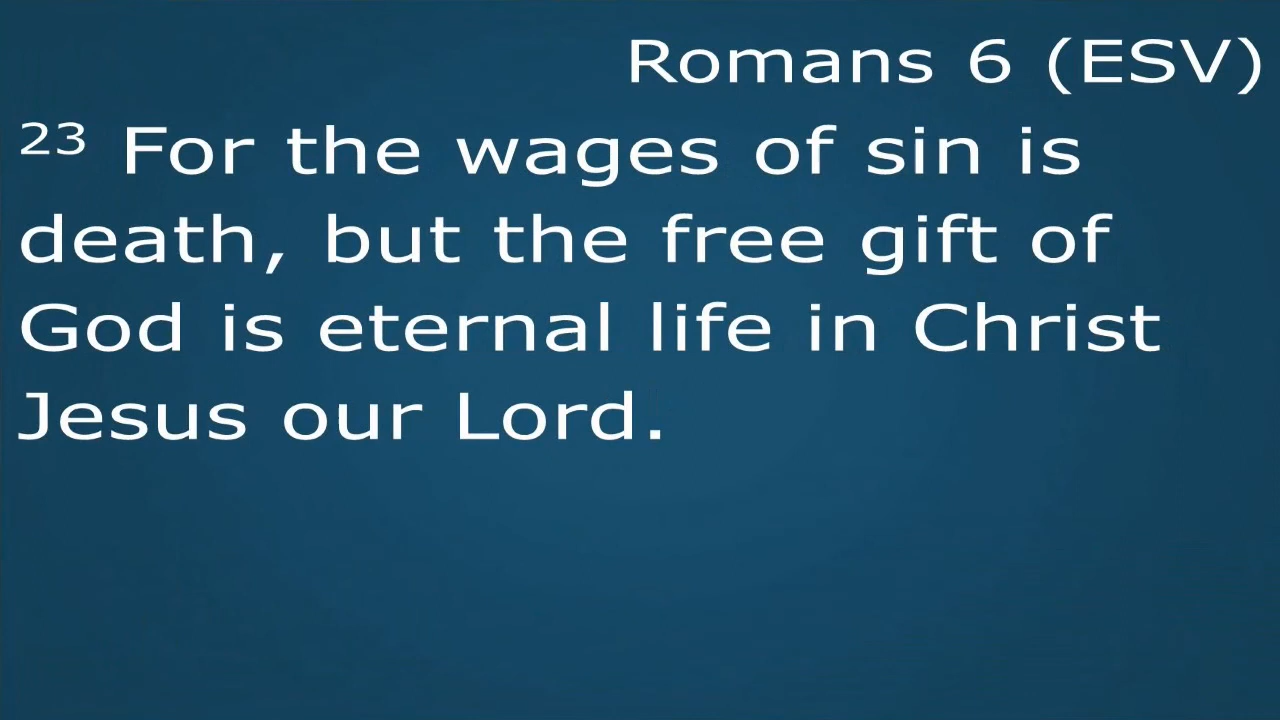 Romans 6 (ESV)
23 For the wages of sin is
death, but the free gift of
God is eternal life in Christ
Jesus our Lord.